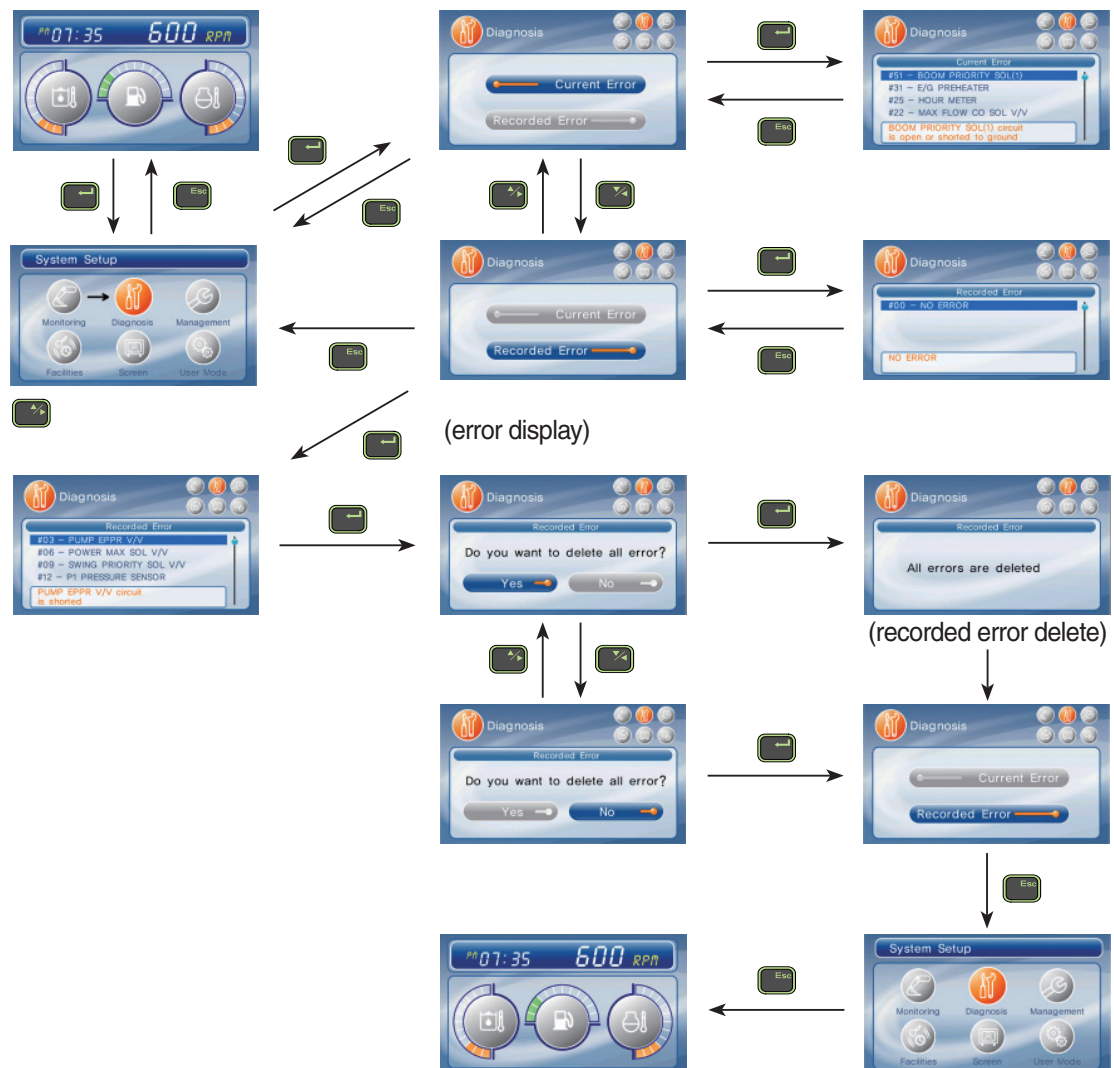 PM 07:35 600 RPM
Diagnosis
Current Error
Recorded Error
Diagnosis
Current Error
#51 - BOOM PRIORITY SOL(1)
#31 - E/G PREHEATER
#25 - HOUR METER
#22 - MAX FLOW CO SOL V/V
BOOM PRIORITY SOL(1) circuit
is open or shorted to ground
Esc
Esc
Esc
System Setup
Monitoring
Diagnosis
Management
Facilities
Screen
User Mode
Diagnosis
Current Error
Recorded Error
Diagnosis
Recorded Error
#00 - NO ERROR
NO ERROR
Esc
Esc
(error display)
Diagnosis
Recorded Error
#03 - PUMP EPPR V/V
#06 - POWER MAX SOL V/V
#09 - SWING PRIORITY SOL V/V
#12 - P1 PRESSURE SENSOR
PUMP EPPR V/V circuit
is shorted
Diagnosis
Recorded Error
Do you want to delete all error?
Yes
No
Diagnosis
Recorded Error
All errors are deleted
(recorded error delete)
Diagnosis
Recorded Error
Do you want to delete all error?
Yes
No
Diagnosis
Current Error
Recorded Error
Esc
PM 07:35 600 RPM
Esc
System Setup
Monitoring
Diagnosis
Management
Facilities
Screen
User Mode